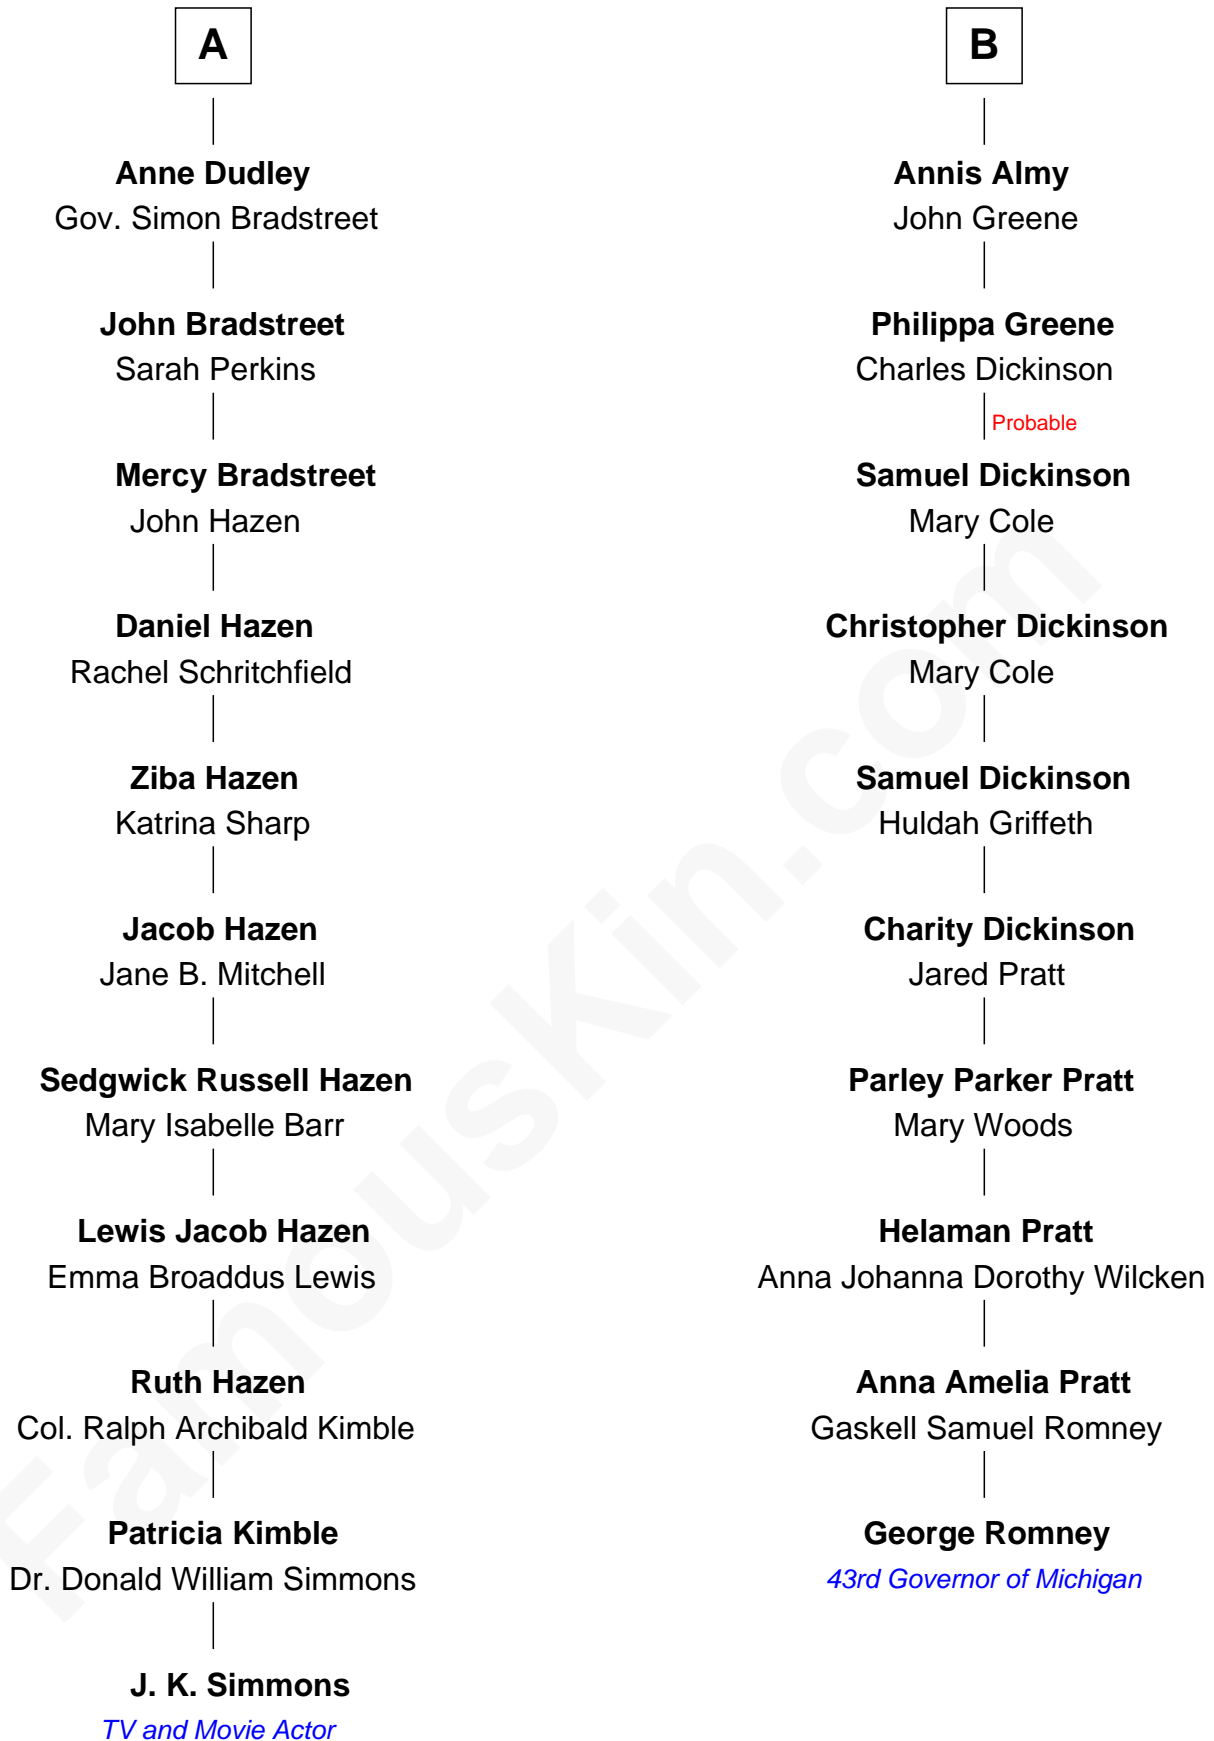 A
Anne Dudley
Gov. Simon Bradstreet
John Bradstreet
Sarah Perkins
Mercy Bradstreet
John Hazen
Daniel Hazen
Rachel Schritchfield
Ziba Hazen
Katrina Sharp
Jacob Hazen
Jane B. Mitchell
Sedgwick Russell Hazen
Mary Isabelle Barr
Lewis Jacob Hazen
Emma Broaddus Lewis
Ruth Hazen
Col. Ralph Archibald Kimble
Patricia Kimble
Dr. Donald William Simmons
J. K. Simmons
TV and Movie Actor
B
Annis Almy
John Greene
Philippa Greene
Charles Dickinson
Probable
Samuel Dickinson
Mary Cole
Christopher Dickinson
Mary Cole
Samuel Dickinson
Huldah Griffeth
Charity Dickinson
Jared Pratt
Parley Parker Pratt
Mary Woods
Helaman Pratt
Anna Johanna Dorothy Wilcken
Anna Amelia Pratt
Gaskell Samuel Romney
George Romney
43rd Governor of Michigan
FamousKin.com